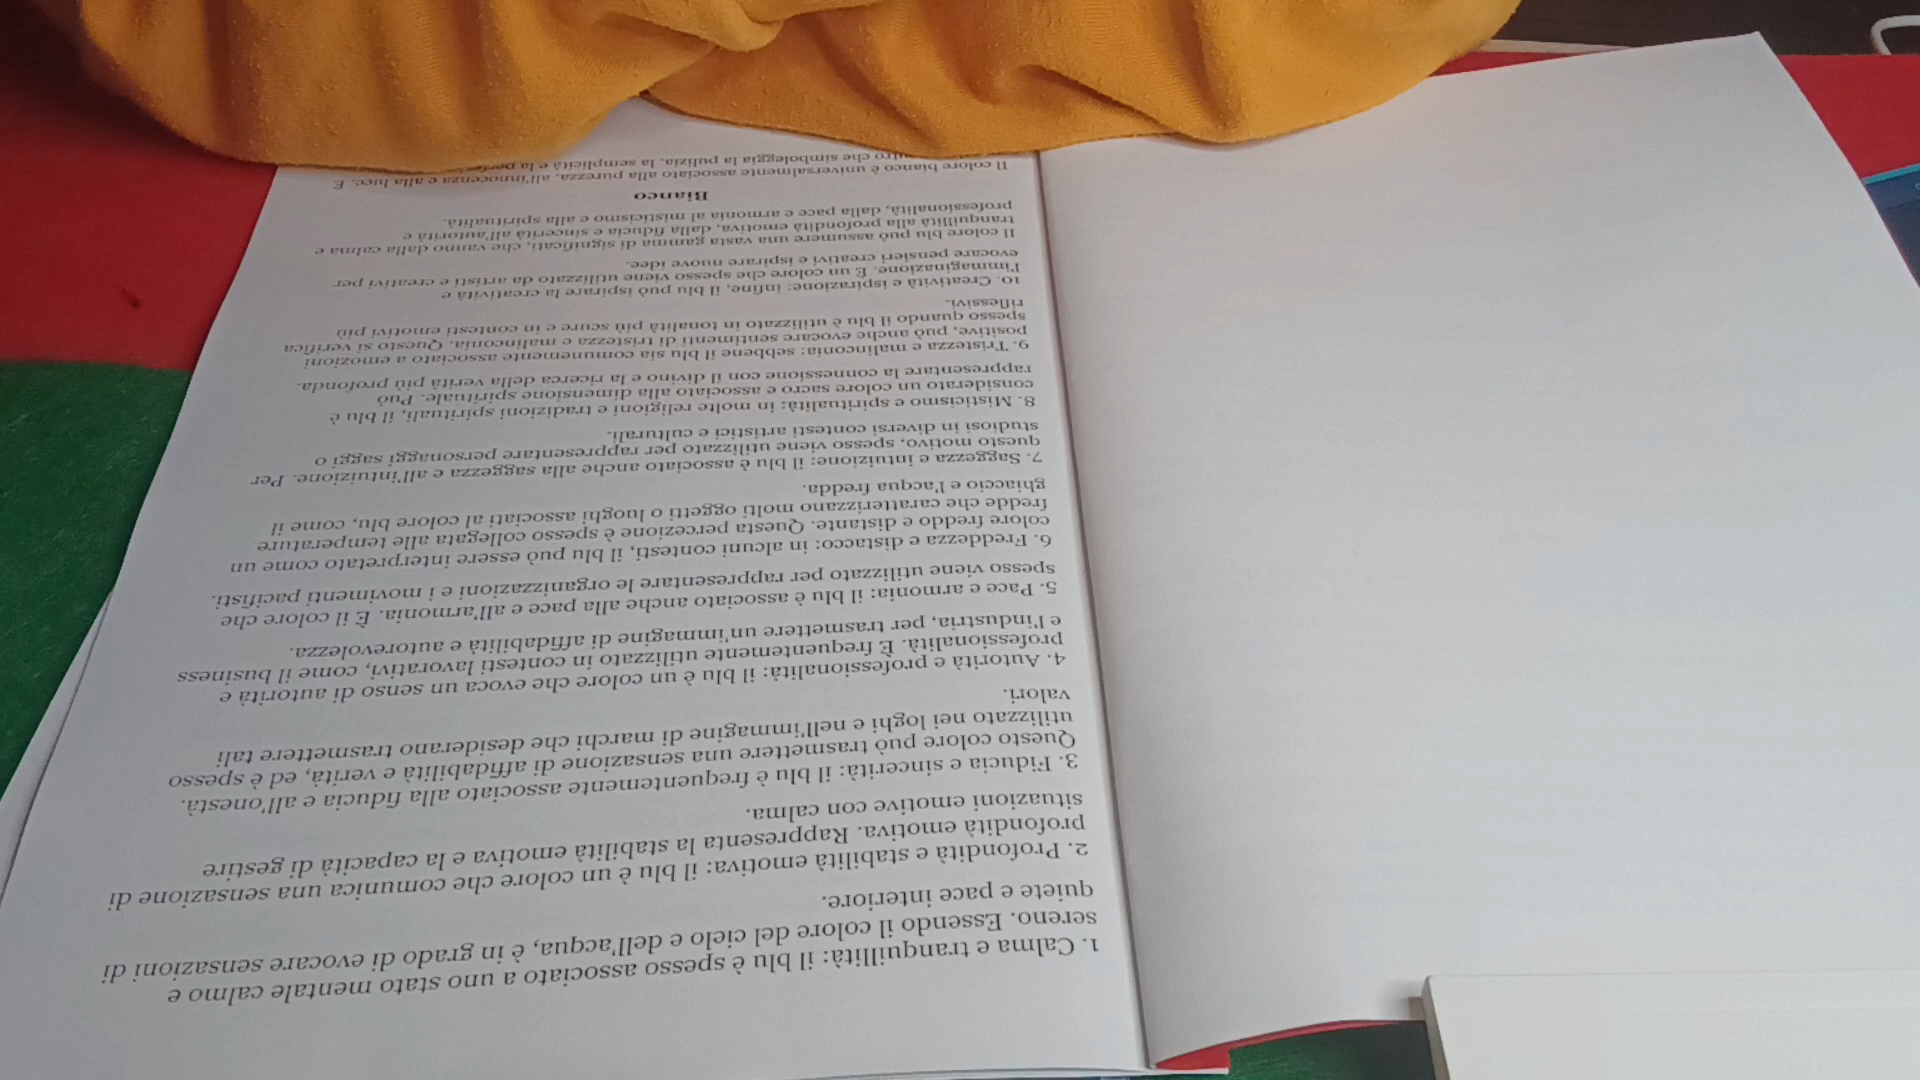 1. Calma e tranquillità: il blu è spesso associato a uno stato mentale calmo e
sereno. Essendo il colore del cielo e dell'acqua, è in grado di evocare sensazioni di
quiete e pace interiore.
2. Profondità e stabilità emotiva: il blu è un colore che comunica una sensazione di
profondità emotiva. Rappresenta la stabilità emotiva e la capacità di gestire
situazioni emotive con calma.
3. Fiducia e sincerità: il blu è frequentemente associato alla fiducia e all'onestà.
Questo colore può trasmettere una sensazione di affidabilità e verità, ed è spesso
utilizzato nei loghi e nell'immagine di marchi che desiderano trasmettere tali
valori.
4. Autorità e professionalità: il blu è un colore che evoca un senso di autorità e
professionalità. È frequentemente utilizzato in contesti lavorativi, come il business
e l'industria, per trasmettere un'immagine di affidabilità e autorevolezza.
5. Pace e armonia: il blu è associato anche alla pace e all'armonia. È il colore che
spesso viene utilizzato per rappresentare le organizzazioni e i movimenti pacifisti.
6. Freddezza e distacco: in alcuni contesti, il blu può essere interpretato come un
colore freddo e distante. Questa percezione è spesso collegata alle temperature
fredde che caratterizzano molti oggetti o luoghi associati al colore blu, come il
ghiaccio e l'acqua fredda.
7. Saggezza e intuizione: il blu è associato anche alla saggezza e all'intuizione. Per
questo motivo, spesso viene utilizzato per rappresentare personaggi saggi o
studiosi in diversi contesti artistici e culturali.
8. Misticismo e spiritualità: in molte religioni e tradizioni spirituali, il blu è
considerato un colore sacro e associato alla dimensione spirituale. Può
rappresentare la connessione con il divino e la ricerca della verità più profonda.
9. Tristezza e malinconia: sebbene il blu sia comunemente associato a emozioni
positive, può anche evocare sentimenti di tristezza e malinconia. Questo si verifica
spesso quando il blu è utilizzato in tonalità più scure e in contesti emotivi più
riflessivi.
10. Creatività e ispirazione: infine, il blu può ispirare la creatività e
l'immaginazione. È un colore che spesso viene utilizzato da artisti e creativi per
evocare pensieri creativi e ispirare nuove idee.
Il colore blu può assumere una vasta gamma di significati, che vanno dalla calma e
tranquillità alla profondità emotiva, dalla fiducia e sincerità all'autorità e
professionalità, dalla pace e armonia al misticismo e alla spiritualità.
Bianco
Il colore bianco è universalmente associato alla purezza, all'innocenza e alla luce. È
che simboleggia la pulizia, la semplicità e la